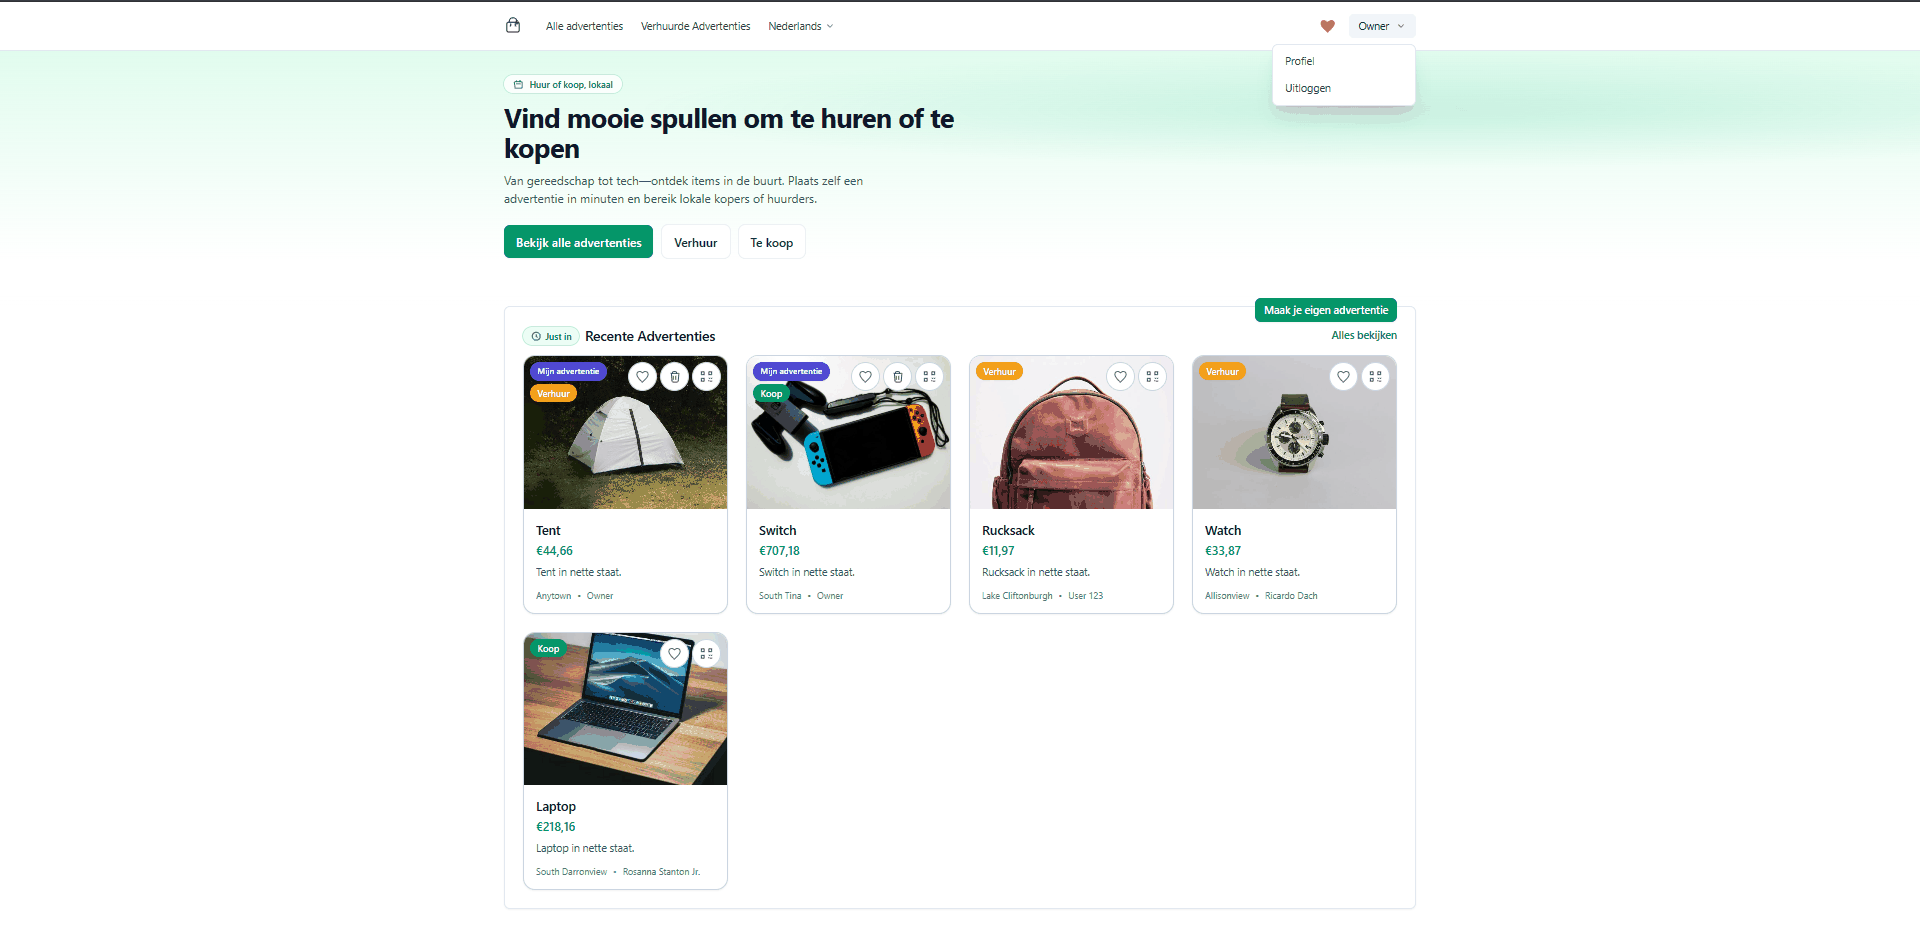 Alle advertenties
Verhuurde Advertenties
Nederlands
Owner
Profiel
Uitloggen
Huur of koop, lokaal
Vind mooie spullen om te huren of te
kopen
Van gereedschap tot tech—ontdek items in de buurt. Plaats zelf een
advertentie in minuten en bereik lokale kopers of huurders.
Bekijk alle advertenties
Verhuur
Te koop
Maak je eigen advertentie
Just in
Recente Advertenties
Alles bekijken
Mijn advertentie
Verhuur
Tent
€44,66
Tent in nette staat.
Anytown • Owner
Mijn advertentie
Koop
Switch
€707,18
Switch in nette staat.
South Tina • Owner
Verhuur
Rucksack
€11,97
Rucksack in nette staat.
Lake Cliftonburgh • User 123
Verhuur
Watch
€33,87
Watch in nette staat.
Allisonview • Ricardo Dach
Koop
Laptop
€218,16
Laptop in nette staat.
South Darronview • Rosanna Stanton Jr.